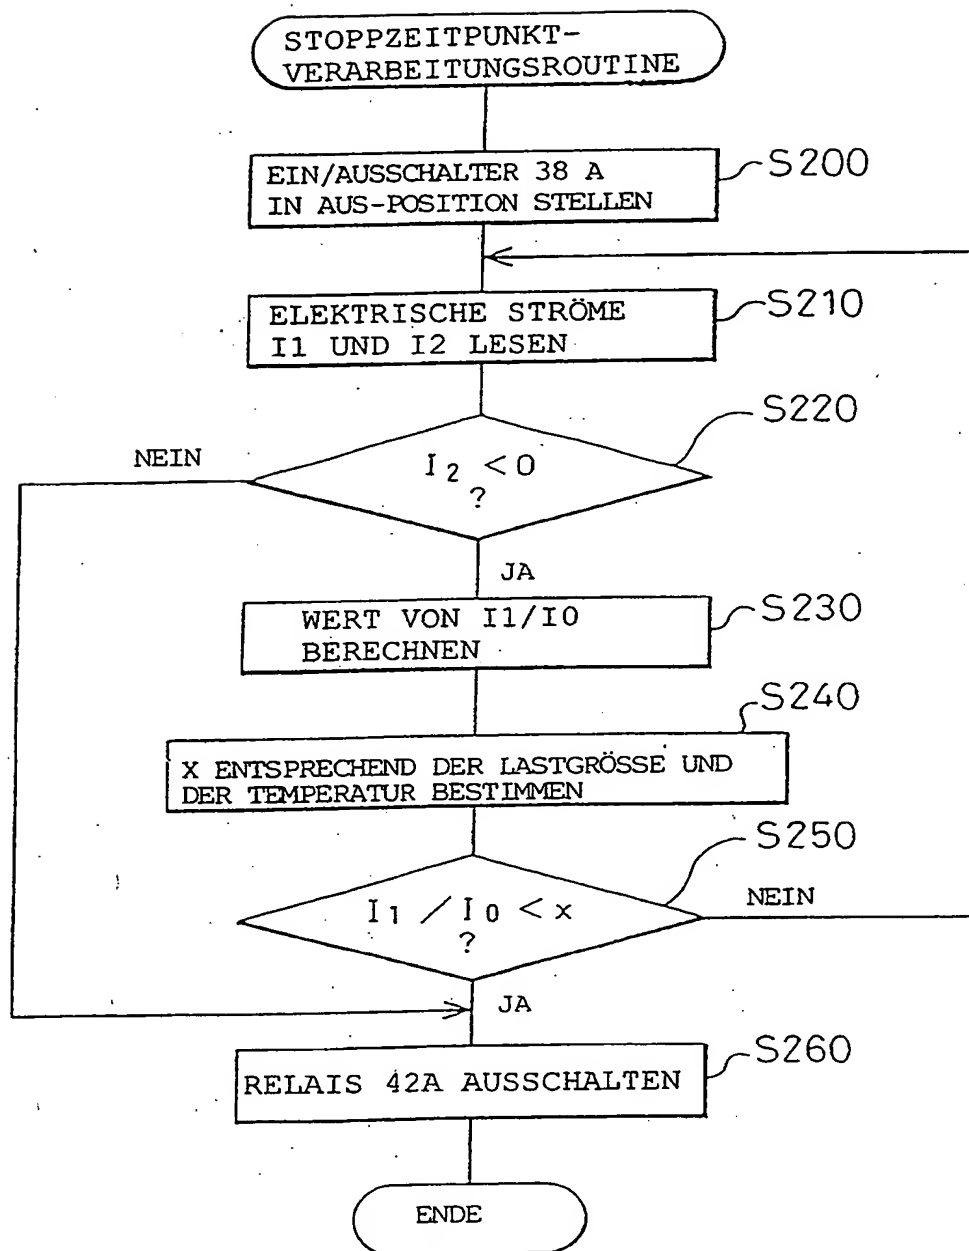 STOPPZEITPUNKT-
VERARBEITUNGSROUTINE
EIN/AUSSCHALTER 38 A
IN AUS-POSITION STELLEN
S200
ELEKTRISCHE STRÖME
I1 UND I2 LESEN
S210
I2 <0
?
S220
NEIN
JA
WERT VON I1/I0
BERECHNEN
S230
X ENTSPRECHEND DER LASTGRÖSSE UND
DER TEMPERATUR BESTIMMEN
S240
I1 /I0 <x
?
S250
NEIN
JA
RELAIS 42A AUSSCHALTEN
S260
ENDE